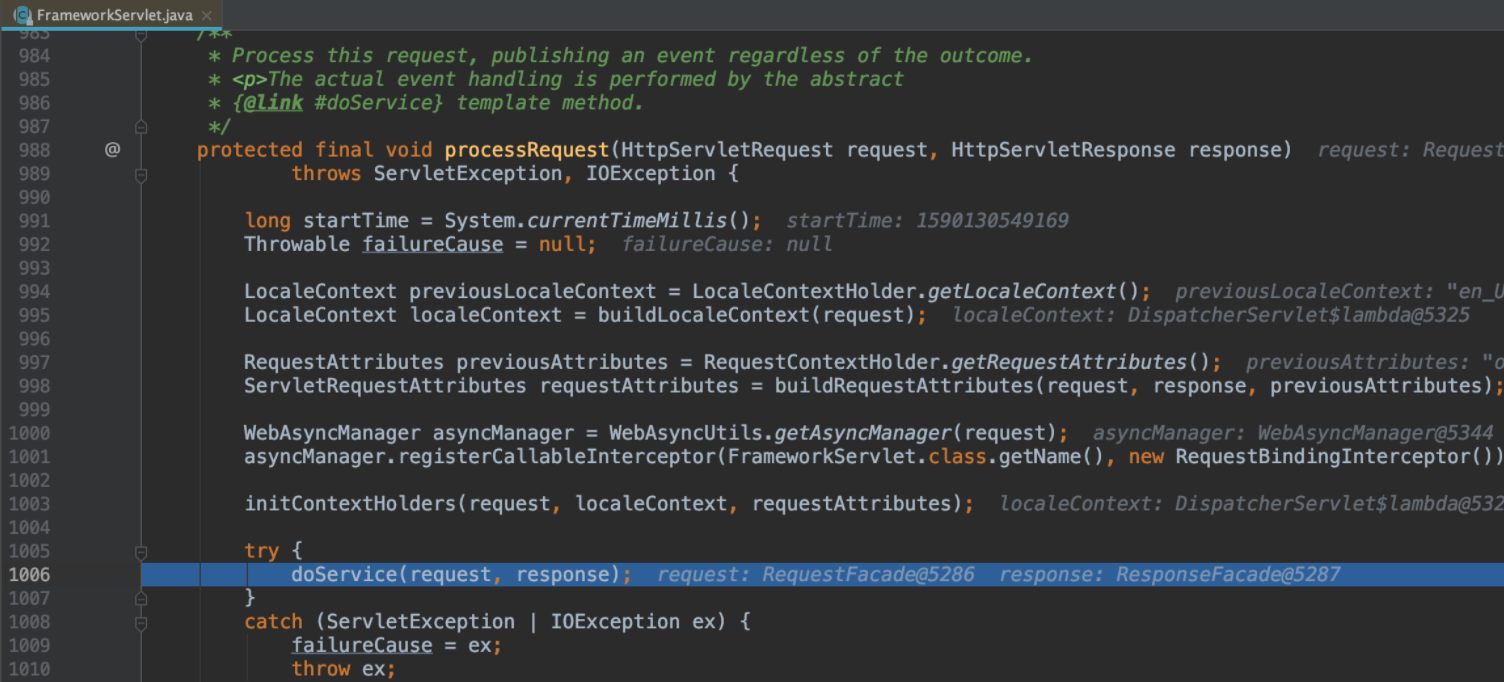 FrameworkServlet.java
983 /**
984 * Process this request, publishing an event regardless of the outcome.
985 * <p>The actual event handling is performed by the abstract
986 * {@link #doService} template method.
987 */
988 @ protected final void processRequest(HttpServletRequest request, HttpServletResponse response) request: Request
989 throws ServletException, IOException {
990
991 long startTime = System.currentTimeMillis(); startTime: 1590130549169
992 Throwable failureCause = null; failureCause: null
993
994 LocaleContext previousLocaleContext = LocaleContextHolder.getLocaleContext(); previousLocaleContext: "en_U
995 LocaleContext localeContext = buildLocaleContext(request); localeContext: DispatcherServlet$lambda@5325
996
997 RequestAttributes previousAttributes = RequestContextHolder.getRequestAttributes(); previousAttributes: "o
998 ServletRequestAttributes requestAttributes = buildRequestAttributes(request, response, previousAttributes);
999
1000 WebAsyncManager asyncManager = WebAsyncUtils.getAsyncManager(request); asyncManager: WebAsyncManager@5344
1001 asyncManager.registerCallableInterceptor(FrameworkServlet.class.getName(), new RequestBindingInterceptor())
1002
1003 initContextHolders(request, localeContext, requestAttributes); localeContext: DispatcherServlet$lambda@532
1004
1005 try {
1006 doService(request, response); request: RequestFacade@5286 response: ResponseFacade@5287
1007 }
1008 catch (ServletException | IOException ex) {
1009 failureCause = ex;
1010 throw ex;